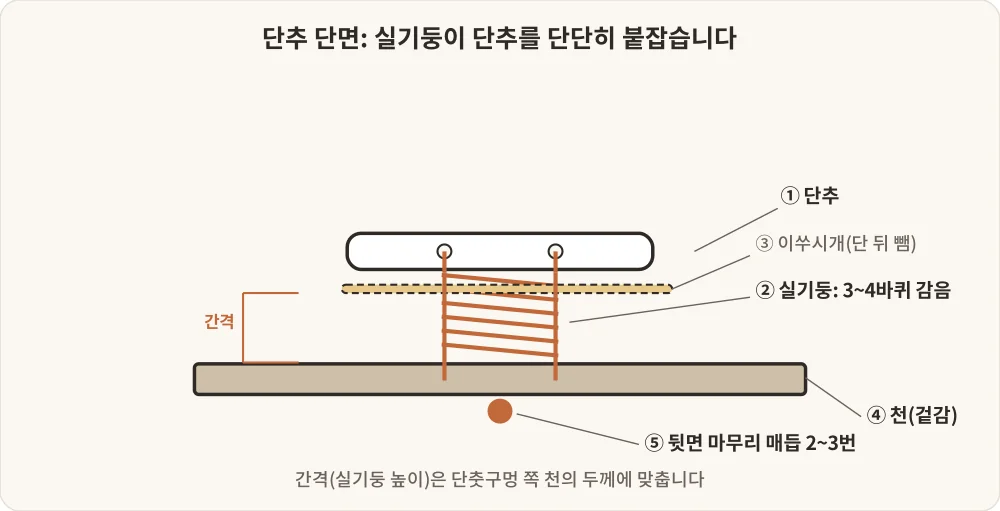 단추 단면: 실기둥이 단추를 단단히 붙잡습니다
① 단추
③ 이쑤시개(단 뒤 뺌)
② 실기둥: 3~4바퀴 감음
간격
④ 천(겉감)
⑤ 뒷면 마무리 매듭 2~3번
간격(실기둥 높이)은 단춧구멍 쪽 천의 두께에 맞춥니다